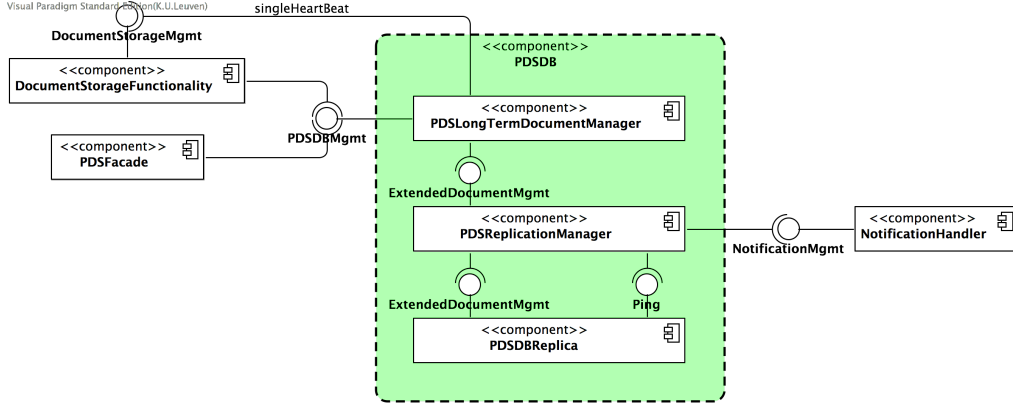 Visual Paradigm Standard Edition(K.U.Leuven)
singleHeartBeat
DocumentStorageMgmt
<<component>>
PDSDB
<<component>>
DocumentStorageFunctionality
<<component>>
PDSLongTermDocumentManager
PDSDBMgmt
<<component>>
PDSFacade
ExtendedDocumentMgmt
<<component>>
PDSReplicationManager
NotificationMgmt
<<component>>
NotificationHandler
ExtendedDocumentMgmt
Ping
<<component>>
PDSDBReplica